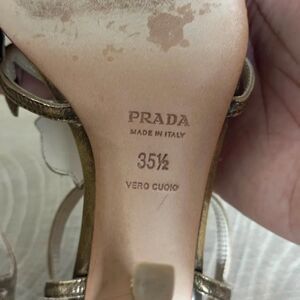 PRADA
MADE IN ITALY
35½
VERO CUOIO